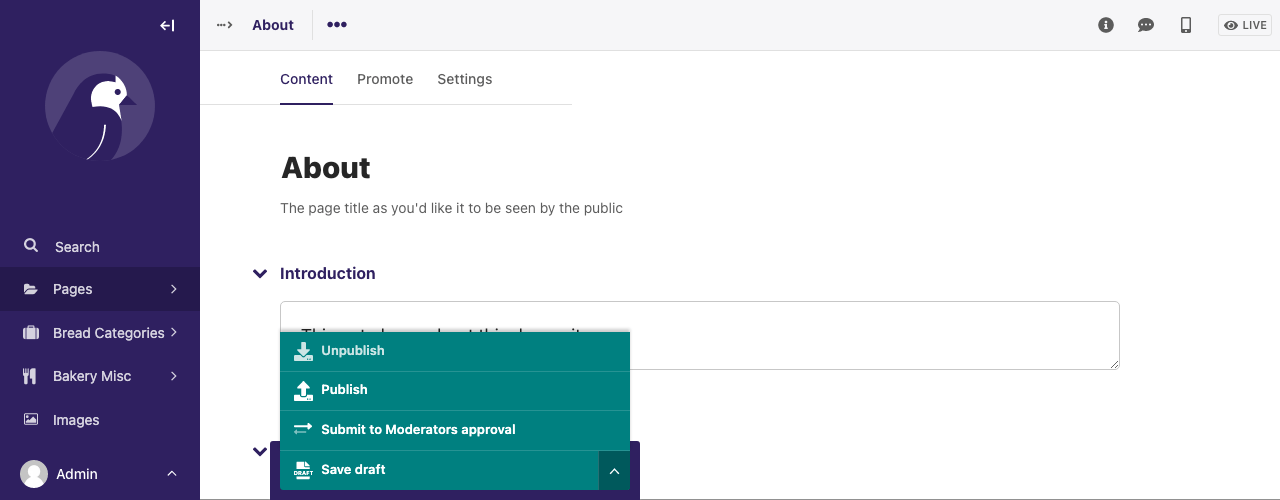 About
LIVE
Content Promote Settings
About
The page title as you'd like it to be seen by the public
Search
Introduction
Pages
Bread Categories
Unpublish
Bakery Misc
Publish
Images
Submit to Moderators approval
Admin
DRAFT Save draft